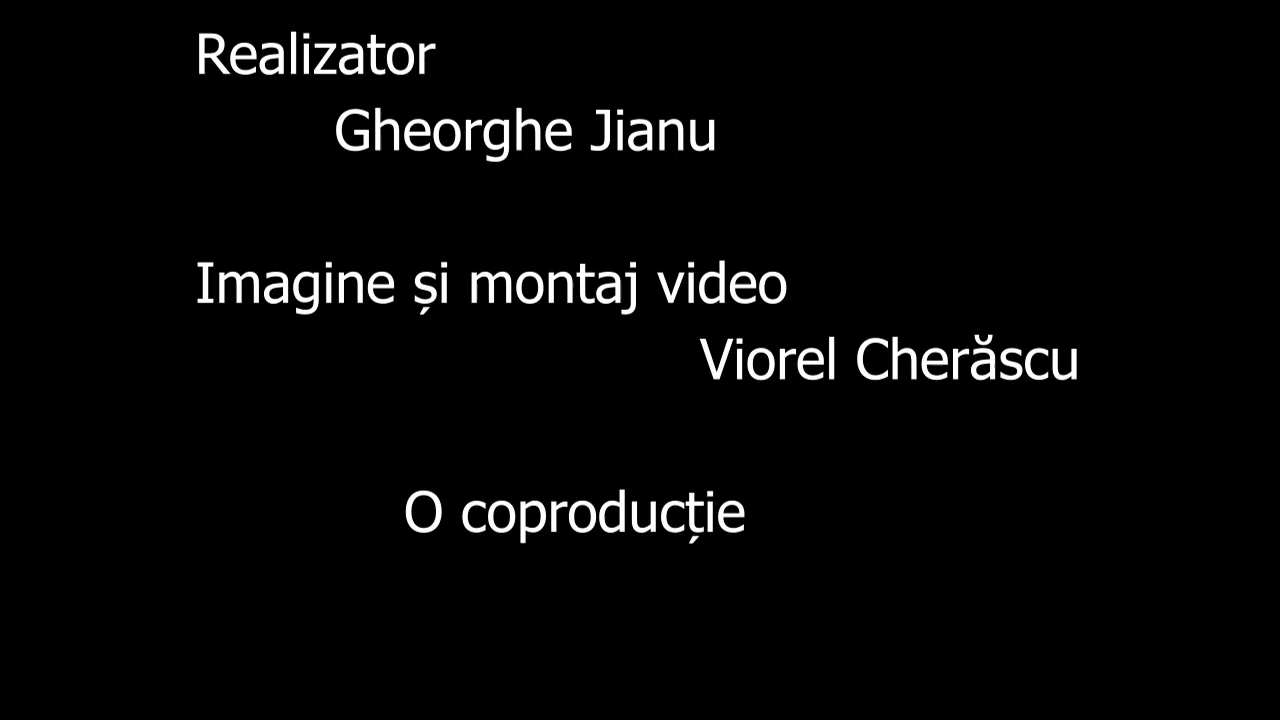 Realizator
Gheorghe Jianu
Imagine și montaj video
Viorel Cherăscu
O coproducție